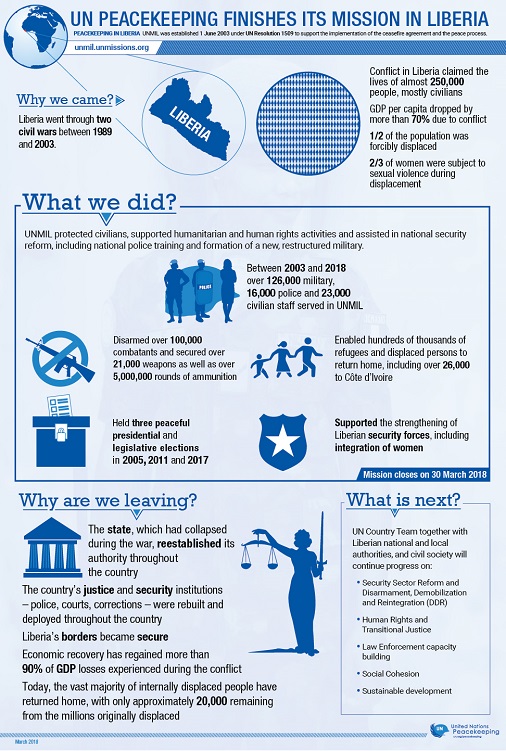 UN PEACEKEEPING FINISHES ITS MISSION IN LIBERIA
PEACEKEEPING IN LIBERIA UNMIL was established 1 June 2003 under UN Resolution 1509 to support the implementation of the ceasefire agreement and the peace process.
unmil.unmissions.org
Why we came?
Liberia went through two
civil wars between 1989
and 2003.
LIBERIA
Conflict in Liberia claimed the
lives of almost 250,000
people, mostly civilians
GDP per capita dropped by
more than 70% due to conflict
1/2 of the population was
forcibly displaced
2/3 of women were subject to
sexual violence during
displacement
What we did?
UNMIL protected civilians, supported humanitarian and human rights activities and assisted in national security
reform, including national police training and formation of a new, restructured military.
POLICE
Between 2003 and 2018
over 126,000 military,
16,000 police and 23,000
civilian staff served in UNMIL
Disarmed over 100,000
combatants and secured over
21,000 weapons as well as over
5,000,000 rounds of ammunition
Enabled hundreds of thousands of
refugees and displaced persons to
return home, including over 26,000
to Côte d'Ivoire
Held three peaceful
presidential and
legislative elections
in 2005, 2011 and 2017
Supported the strengthening of
Liberian security forces, including
integration of women
Mission closes on 30 March 2018
Why are we leaving?
The state, which had collapsed
during the war, reestablished its
authority throughout
the country
The country's justice and security institutions
– police, courts, corrections – were rebuilt and
deployed throughout the country
Liberia's borders became secure
Economic recovery has regained more than
90% of GDP losses experienced during the conflict
Today, the vast majority of internally displaced people have
returned home, with only approximately 20,000 remaining
from the millions originally displaced
What is next?
UN Country Team together with
Liberian national and local
authorities, and civil society will
continue progress on:
• Security Sector Reform and
Disarmament, Demobilization
and Reintegration (DDR)
• Human Rights and
Transitional Justice
• Law Enforcement capacity
building
• Social Cohesion
• Sustainable development
March 2018
UN
United Nations
Peacekeeping